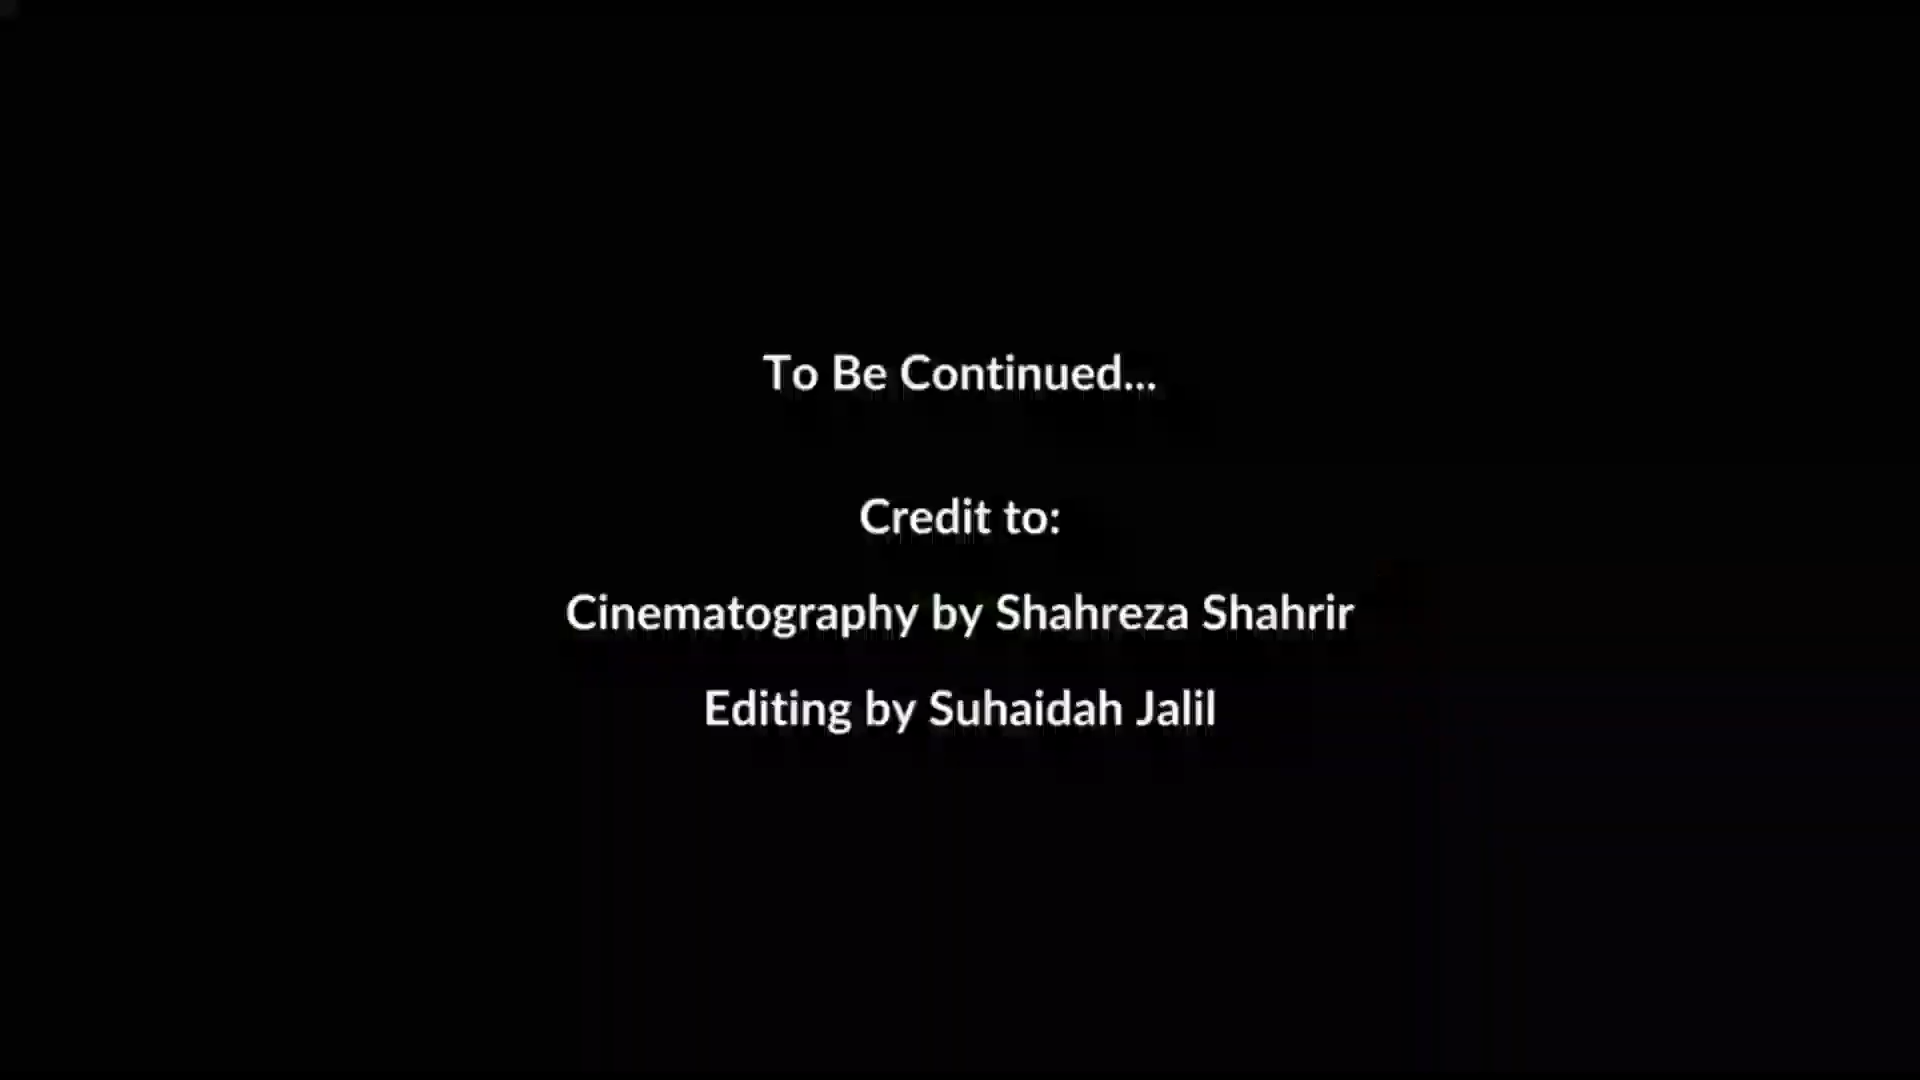 To Be Continued...
Credit to:
Cinematography by Shahreza Shahrir
Editing by Suhaidah Jalil